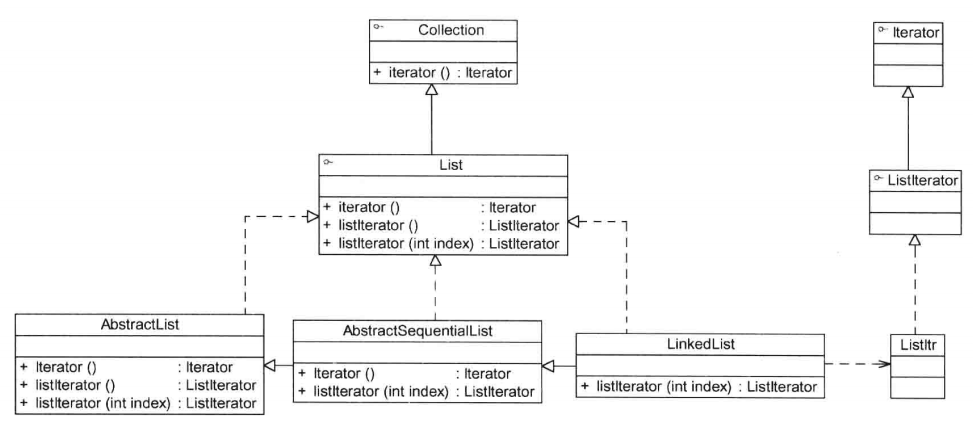 Collection
+ iterator () : Iterator
Iterator
List
+ iterator () : Iterator
+ listIterator () : ListIterator
+ listIterator (int index) : ListIterator
ListIterator
AbstractList
+ Iterator () : Iterator
+ listIterator () : ListIterator
+ listIterator (int index) : ListIterator
AbstractSequentialList
+ Iterator () : Iterator
+ listIterator (int index) : ListIterator
LinkedList
+ listIterator (int index) : ListIterator
ListItr